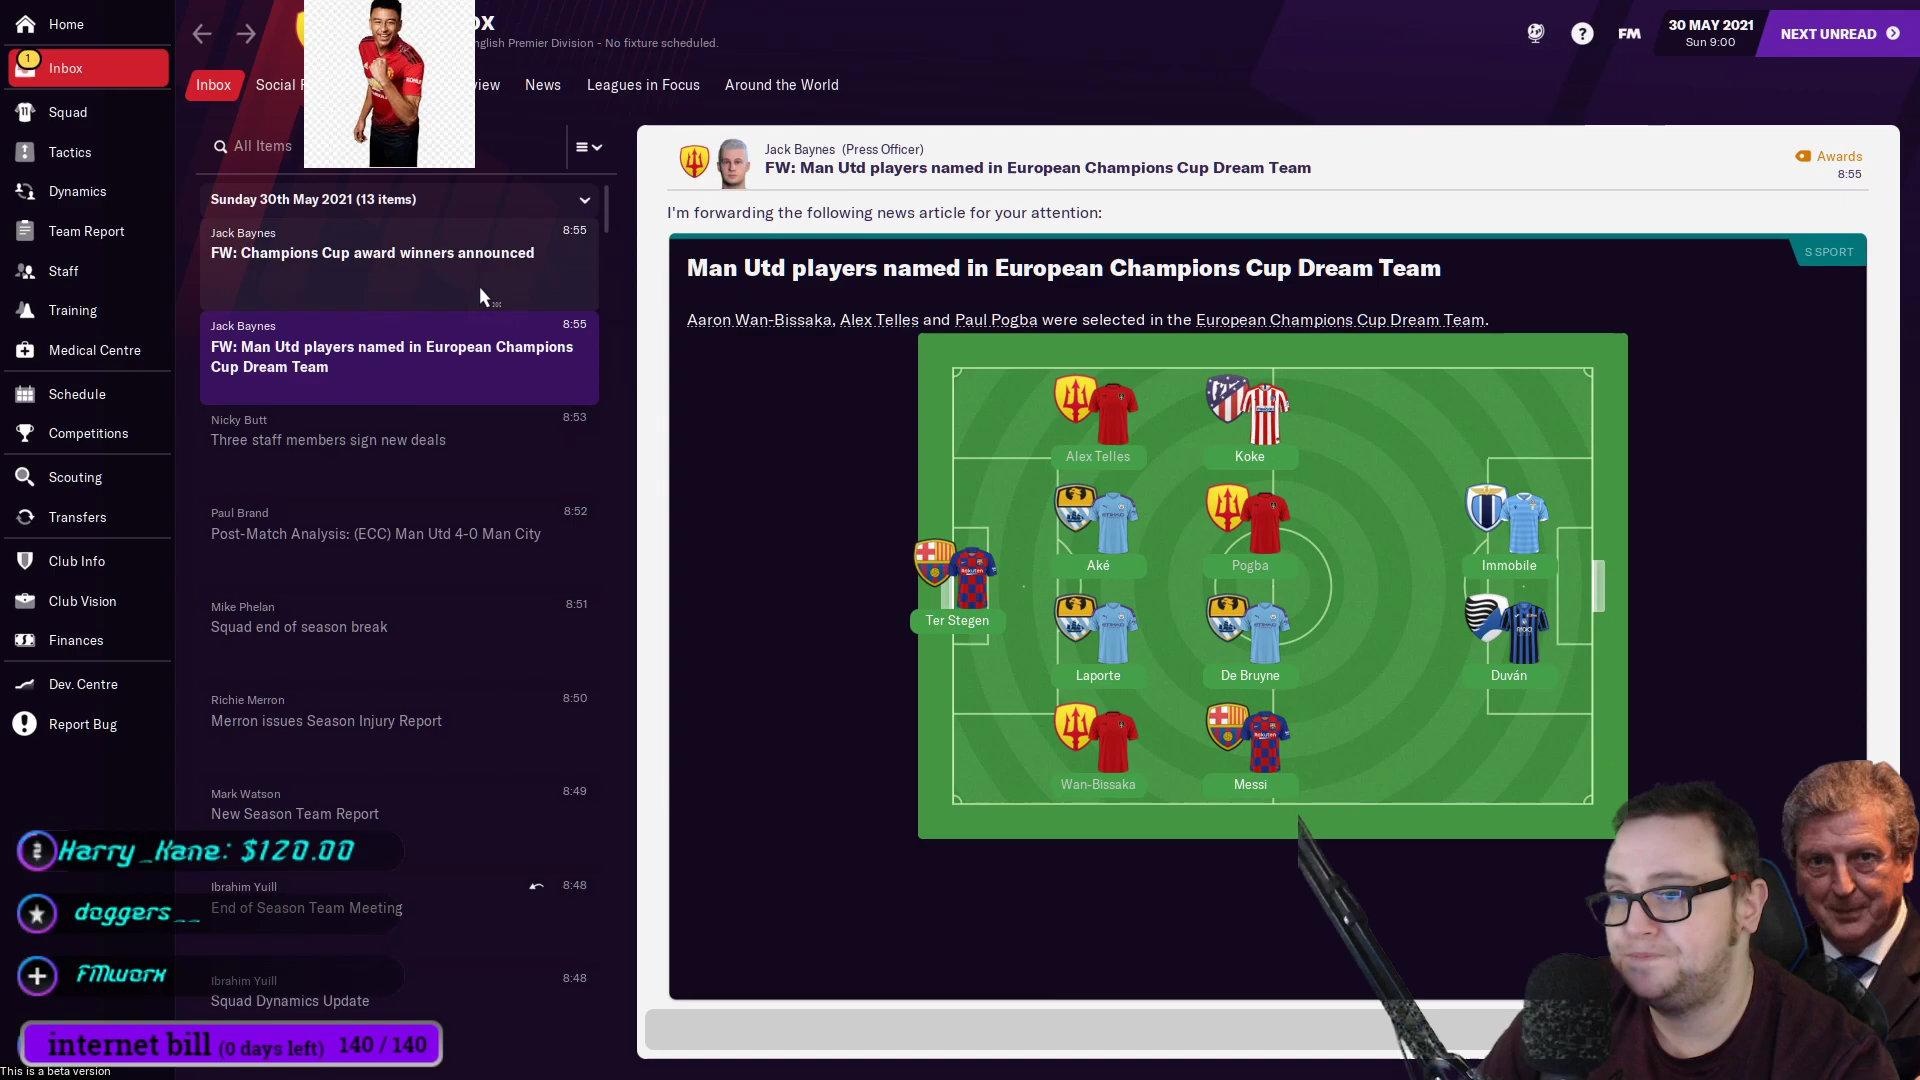 Home
1
Inbox
Squad
Tactics
Dynamics
Team Report
Staff
Training
Medical Centre
Schedule
Competitions
Scouting
Transfers
Club Info
Club Vision
Finances
Dev. Centre
Report Bug
OX
nglish Premier Division - No fixture scheduled.
?
FM
30 MAY 2021
Sun 9:00
NEXT UNREAD
Inbox
Social F
view
News
Leagues in Focus
Around the World
All Items
Sunday 30th May 2021 (13 items)
Jack Baynes 8:55
FW: Champions Cup award winners announced
Jack Baynes 8:55
FW: Man Utd players named in European Champions
Cup Dream Team
Nicky Butt 8:53
Three staff members sign new deals
Paul Brand 8:52
Post-Match Analysis: (ECC) Man Utd 4-0 Man City
Mike Phelan 8:51
Squad end of season break
Richie Merron 8:50
Merron issues Season Injury Report
Mark Watson 8:49
New Season Team Report
Ibrahim Yuill 8:48
End of Season Team Meeting
Ibrahim Yuill 8:48
Squad Dynamics Update
Jack Baynes (Press Officer)
FW: Man Utd players named in European Champions Cup Dream Team
Awards
8:55
I'm forwarding the following news article for your attention:
S SPORT
Man Utd players named in European Champions Cup Dream Team
Aaron Wan-Bissaka, Alex Telles and Paul Pogba were selected in the European Champions Cup Dream Team.
Alex Telles
Koke
Aké
Pogba
Immobile
Ter Stegen
Laporte
De Bruyne
Duván
Wan-Bissaka
Messi
Harry_Kane: $120.00
daggers__
FMworx
internet bill (0 days left) 140 / 140
This is a beta version